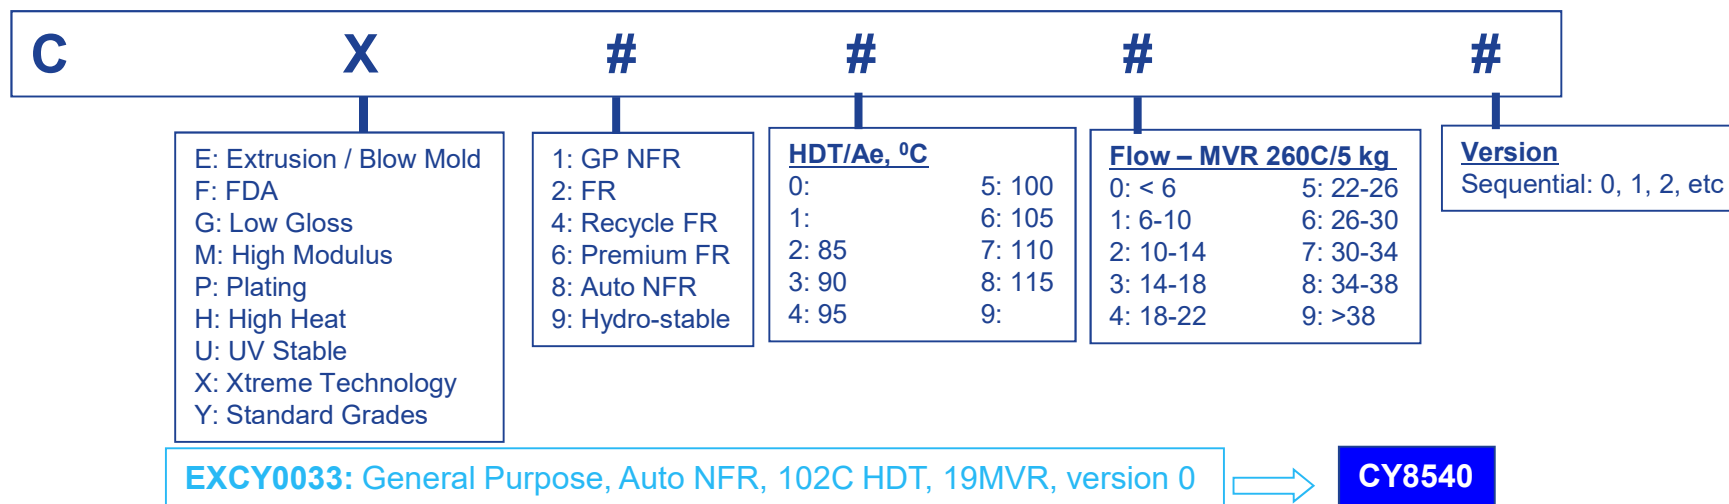 C X # # # #
E: Extrusion / Blow Mold
F: FDA
G: Low Gloss
M: High Modulus
P: Plating
H: High Heat
U: UV Stable
X: Xtreme Technology
Y: Standard Grades
1: GP NFR
2: FR
4: Recycle FR
6: Premium FR
8: Auto NFR
9: Hydro-stable
HDT/Ae, ⁰C
0: 5: 100
1: 6: 105
2: 85 7: 110
3: 90 8: 115
4: 95 9:
Flow – MVR 260C/5 kg
0: < 6 5: 22-26
1: 6-10 6: 26-30
2: 10-14 7: 30-34
3: 14-18 8: 34-38
4: 18-22 9: >38
Version
Sequential: 0, 1, 2, etc
EXCY0033: General Purpose, Auto NFR, 102C HDT, 19MVR, version 0
CY8540